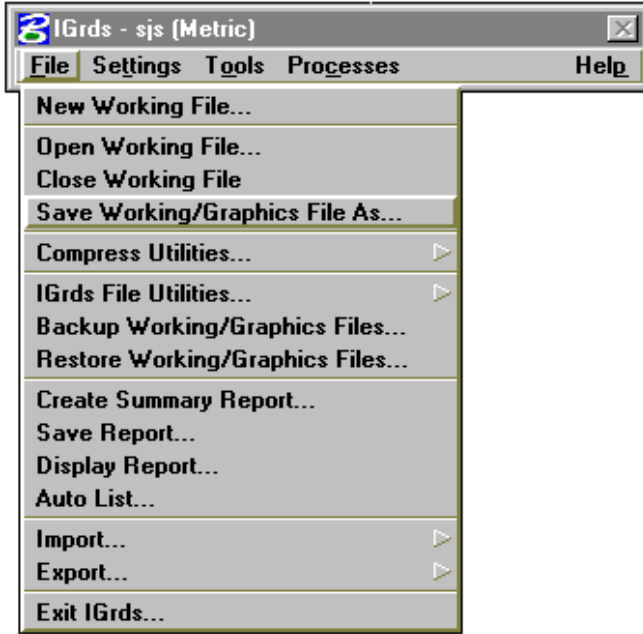 IGrds - sjs (Metric)
File Settings Tools Processes Help
New Working File...
Open Working File...
Close Working File
Save Working/Graphics File As...
Compress Utilities...
IGrds File Utilities...
Backup Working/Graphics Files...
Restore Working/Graphics Files...
Create Summary Report...
Save Report...
Display Report...
Auto List...
Import...
Export...
Exit IGrds...